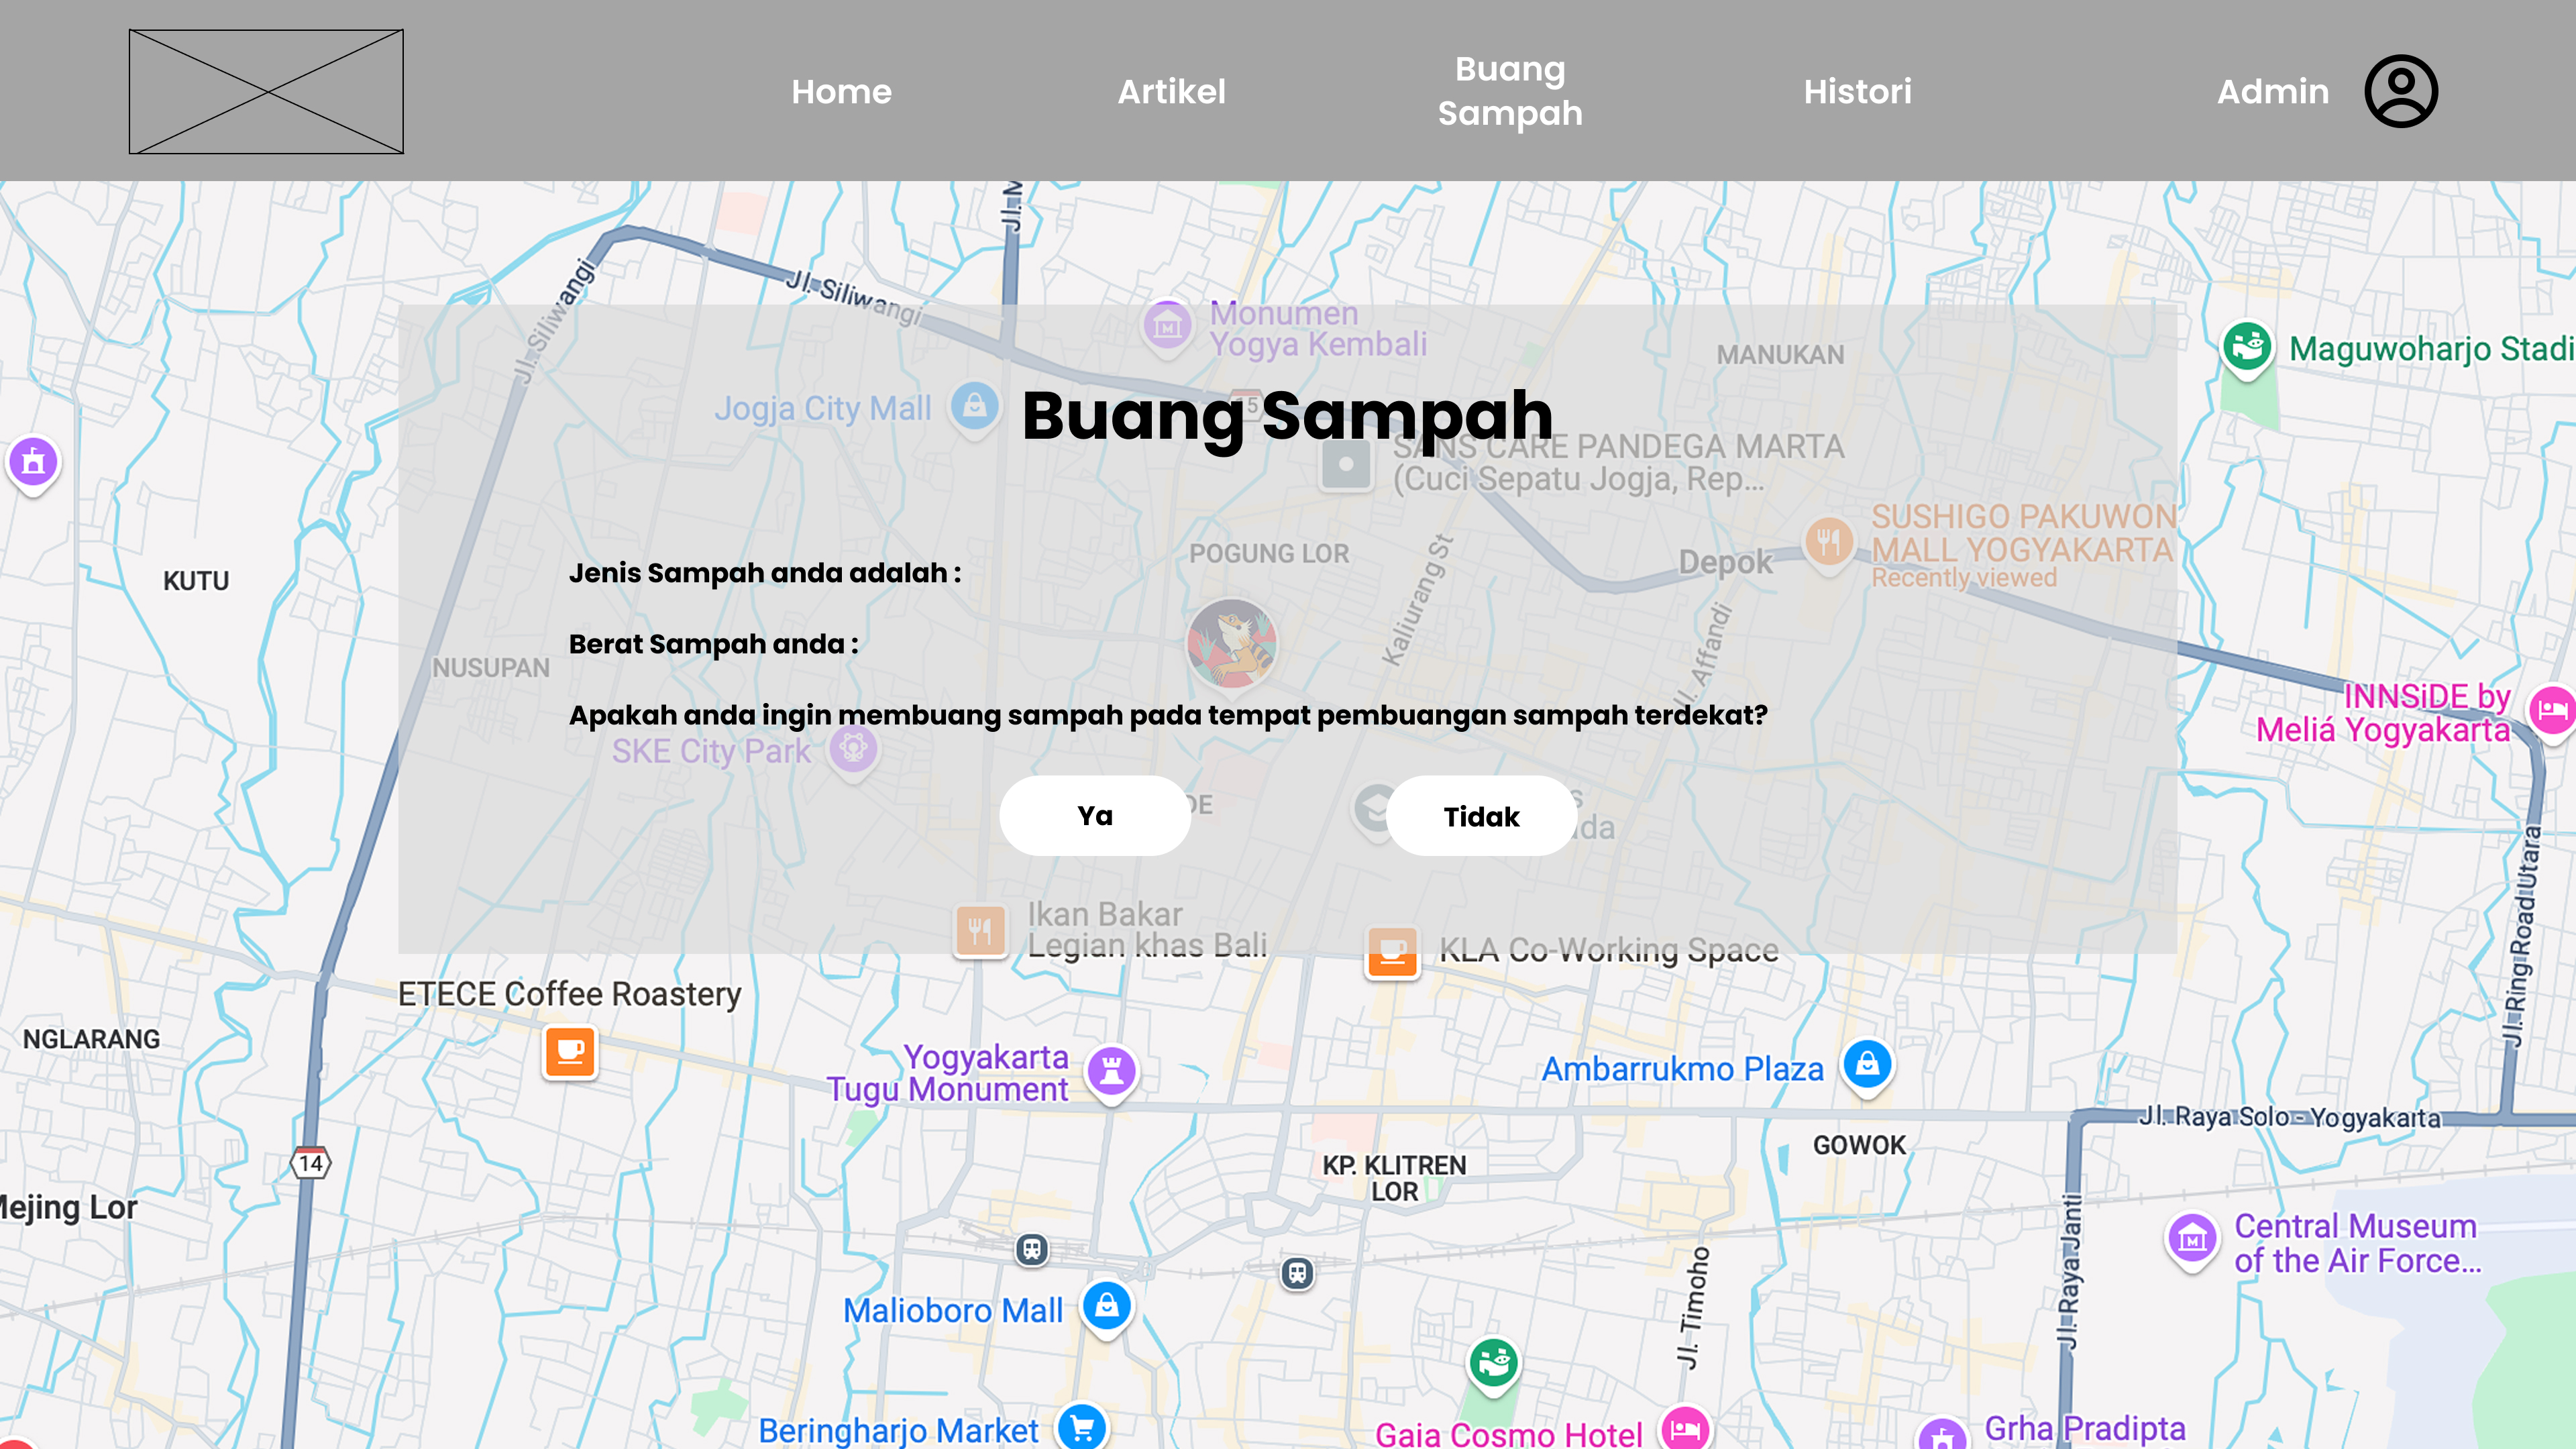 Home
Artikel
Buang
Sampah
Histori
Admin
Jl. Siliwangi
Jl. Siliwangi
Monumen
Yogya Kembali
MANUKAN
Maguwoharjo Stadi
Jogja City Mall
15
Buang Sampah
SANS CARE PANDEGA MARTA
(Cuci Sepatu Jogja, Rep...
SUSHIGO PAKUWON
MALL YOGYAKARTA
Recently viewed
POGUNG LOR
Depok
KUTU
Jenis Sampah anda adalah :
Kaliurang St
Jl. Affandi
Berat Sampah anda :
NUSUPAN
Apakah anda ingin membuang sampah pada tempat pembuangan sampah terdekat?
INNSiDE by
Meliá Yogyakarta
SKE City Park
Ya
DE
Tidak
S
da
Jl. Ring Road Utara
Ikan Bakar
Legian khas Bali
KLA Co-Working Space
ETECE Coffee Roastery
NGLARANG
Yogyakarta
Tugu Monument
Ambarrukmo Plaza
Jl. Raya Solo - Yogyakarta
GOWOK
14
KP. KLITREN
LOR
Mejing Lor
Jl. Raya Janti
Central Museum
of the Air Force...
Jl. Timoho
Malioboro Mall
Beringharjo Market
Gaia Cosmo Hotel
Grha Pradipta